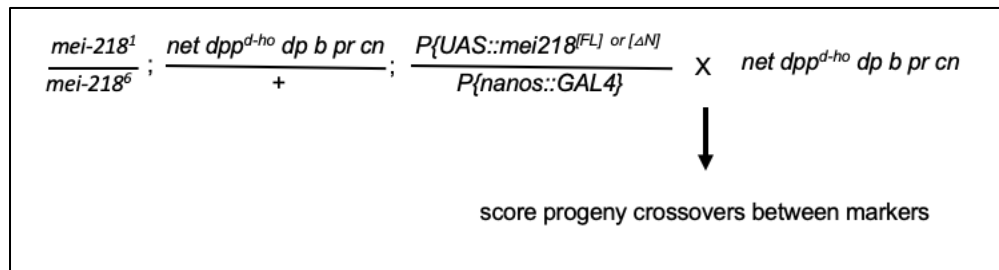 mei-218¹ ; net dpp^d-ho dp b pr cn ; P{UAS::mei218^[FL] or [ΔN]
mei-218⁶ + P{nanos::GAL4}
X net dpp^d-ho dp b pr cn
score progeny crossovers between markers